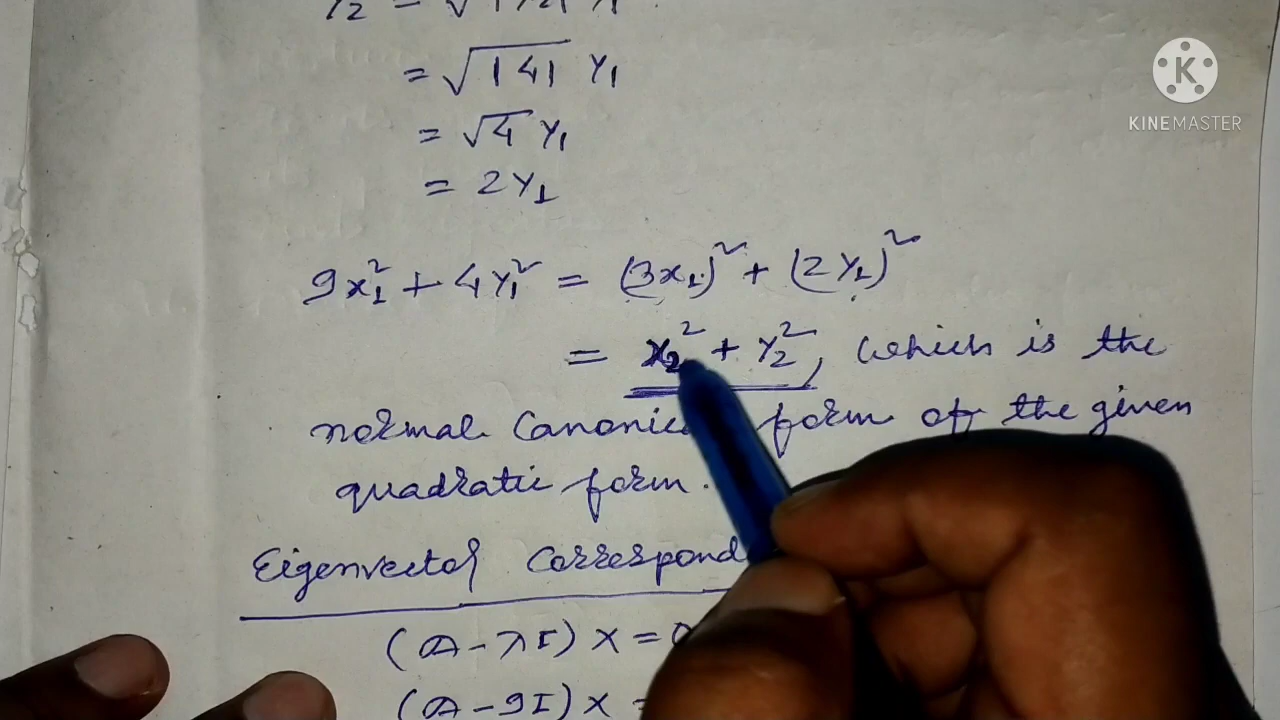 = √|4| Y₁
= √4 Y₁
= 2Y₁
9x₁² + 4Y₁² = (3x₁)² + (2Y₁)²
= x₂² + Y₂², which is the
normal Canonical form of the given
quadratic form.
Eigenvector Correspond
(A - λI) X = 0
(A - 9I) X =
KINEMASTER